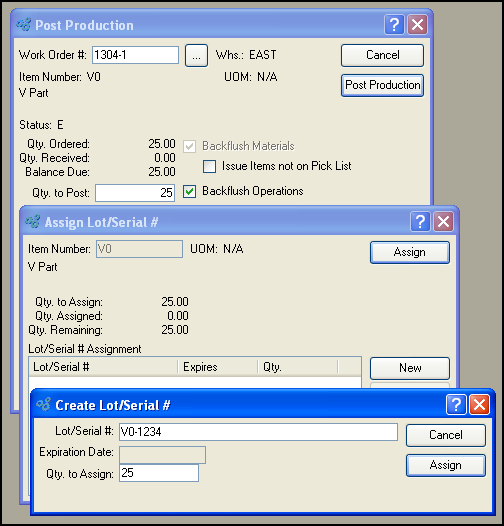 Post Production
Work Order #: 1304-1 ... Whs.: EAST Cancel
Item Number: V0 UOM: N/A Post Production
V Part
Status: E
Qty. Ordered: 25.00 Backflush Materials
Qty. Received: 0.00 Issue Items not on Pick List
Balance Due: 25.00
Qty. to Post: 25 Backflush Operations
Assign Lot/Serial #
Item Number: V0 UOM: N/A Assign
V Part
Qty. to Assign: 25.00
Qty. Assigned: 0.00
Qty. Remaining: 25.00
Lot/Serial # Assignment
Lot/Serial # Expires Qty. New
Create Lot/Serial #
Lot/Serial #: V0-1234 Cancel
Expiration Date:
Qty. to Assign: 25 Assign